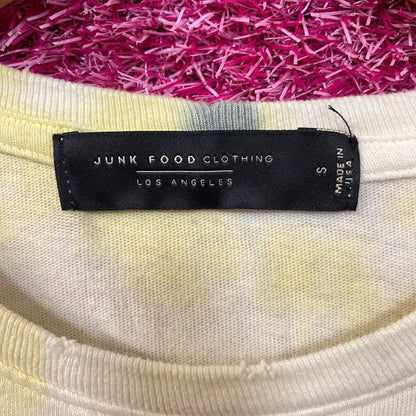 JUNK FOOD CLOTHING
LOS ANGELES
S
MADE IN
USA